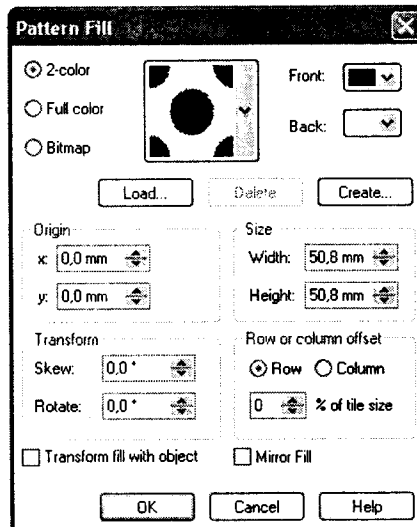 Pattern Fill
2-color
Full color
Bitmap
Front:
Back:
Load...
Delete
Create...
Origin
x: 0,0 mm
y: 0,0 mm
Size
Width: 50,8 mm
Height: 50,8 mm
Transform
Skew: 0,0 °
Rotate: 0,0 °
Row or column offset
Row
Column
0 % of tile size
Transform fill with object
Mirror Fill
OK
Cancel
Help